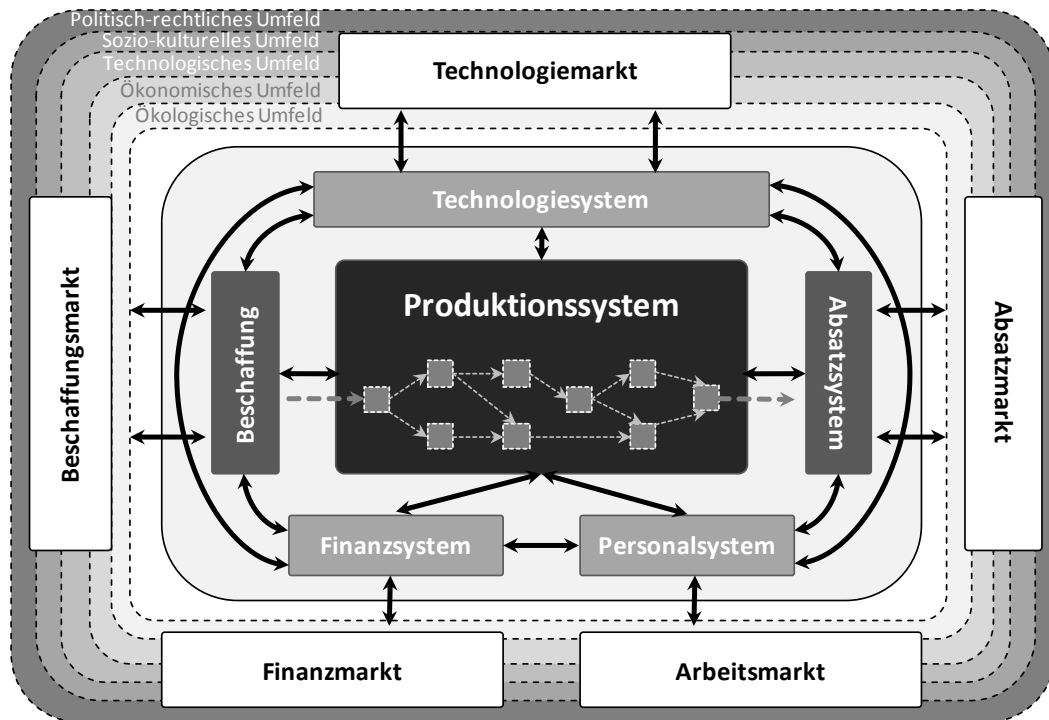 Politisch-rechtliches Umfeld
Sozio-kulturelles Umfeld
Technologisches Umfeld
Ökonomisches Umfeld
Ökologisches Umfeld
Technologiemarkt
Technologiesystem
Beschaffungsmarkt
Beschaffung
Produktionssystem
Absatzsystem
Absatzmarkt
Finanzsystem
Personalsystem
Finanzmarkt
Arbeitsmarkt